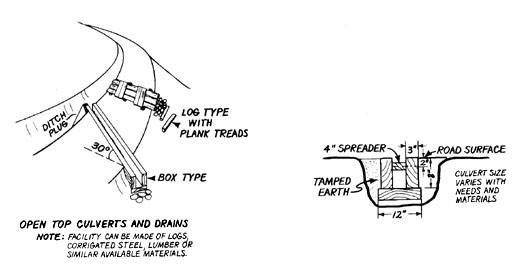 DITCH
PLUG
30°
LOG TYPE
WITH
PLANK TREADS
BOX TYPE
OPEN TOP CULVERTS AND DRAINS
NOTE: FACILITY CAN BE MADE OF LOGS,
CORRIGATED STEEL, LUMBER OR
SIMILAR AVAILABLE MATERIALS.
4" SPREADER
3"
ROAD SURFACE
2"
TAMPED
EARTH
12"
CULVERT SIZE
VARIES WITH
NEEDS AND
MATERIALS